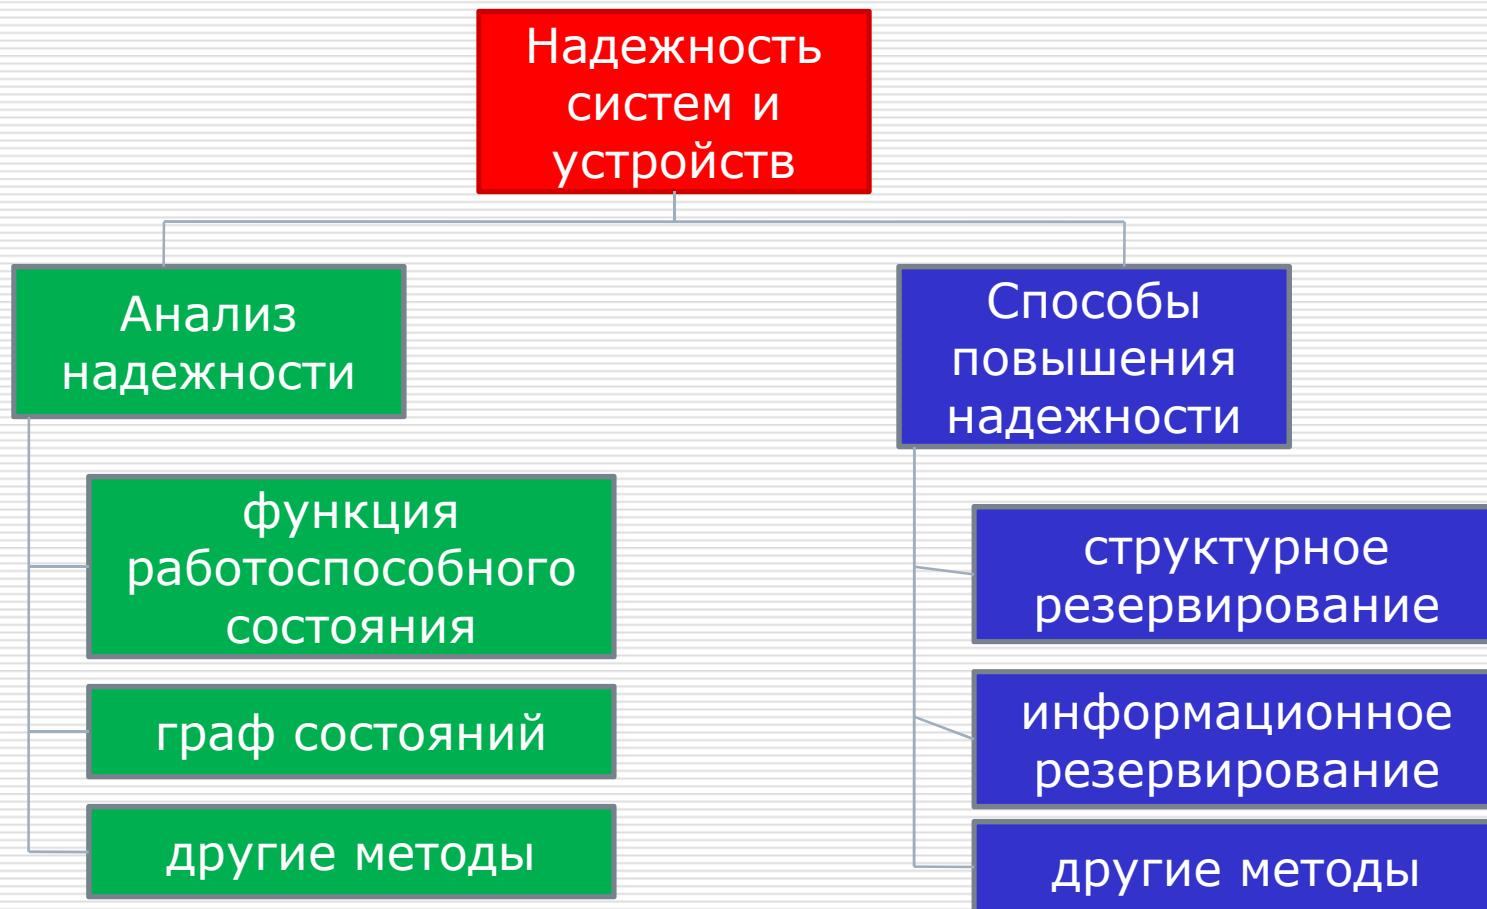 Надежность
систем и
устройств
Анализ
надежности
функция
работоспособного
состояния
граф состояний
другие методы
Способы
повышения
надежности
структурное
резервирование
информационное
резервирование
другие методы